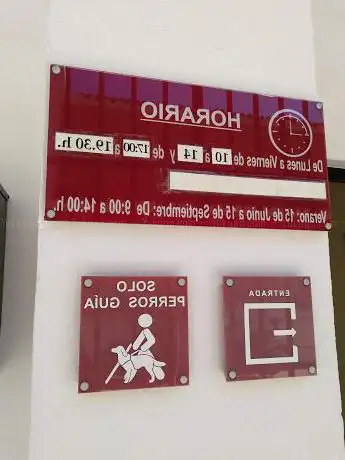 HORARIO
De Lunes a Viernes de 10 a 14 y de 17:00 a 19.30 h.
Verano: 15 de Junio a 15 de Septiembre: De 9:00 a 14:00 h.
SOLO
PERROS GUÍA
ENTRADA